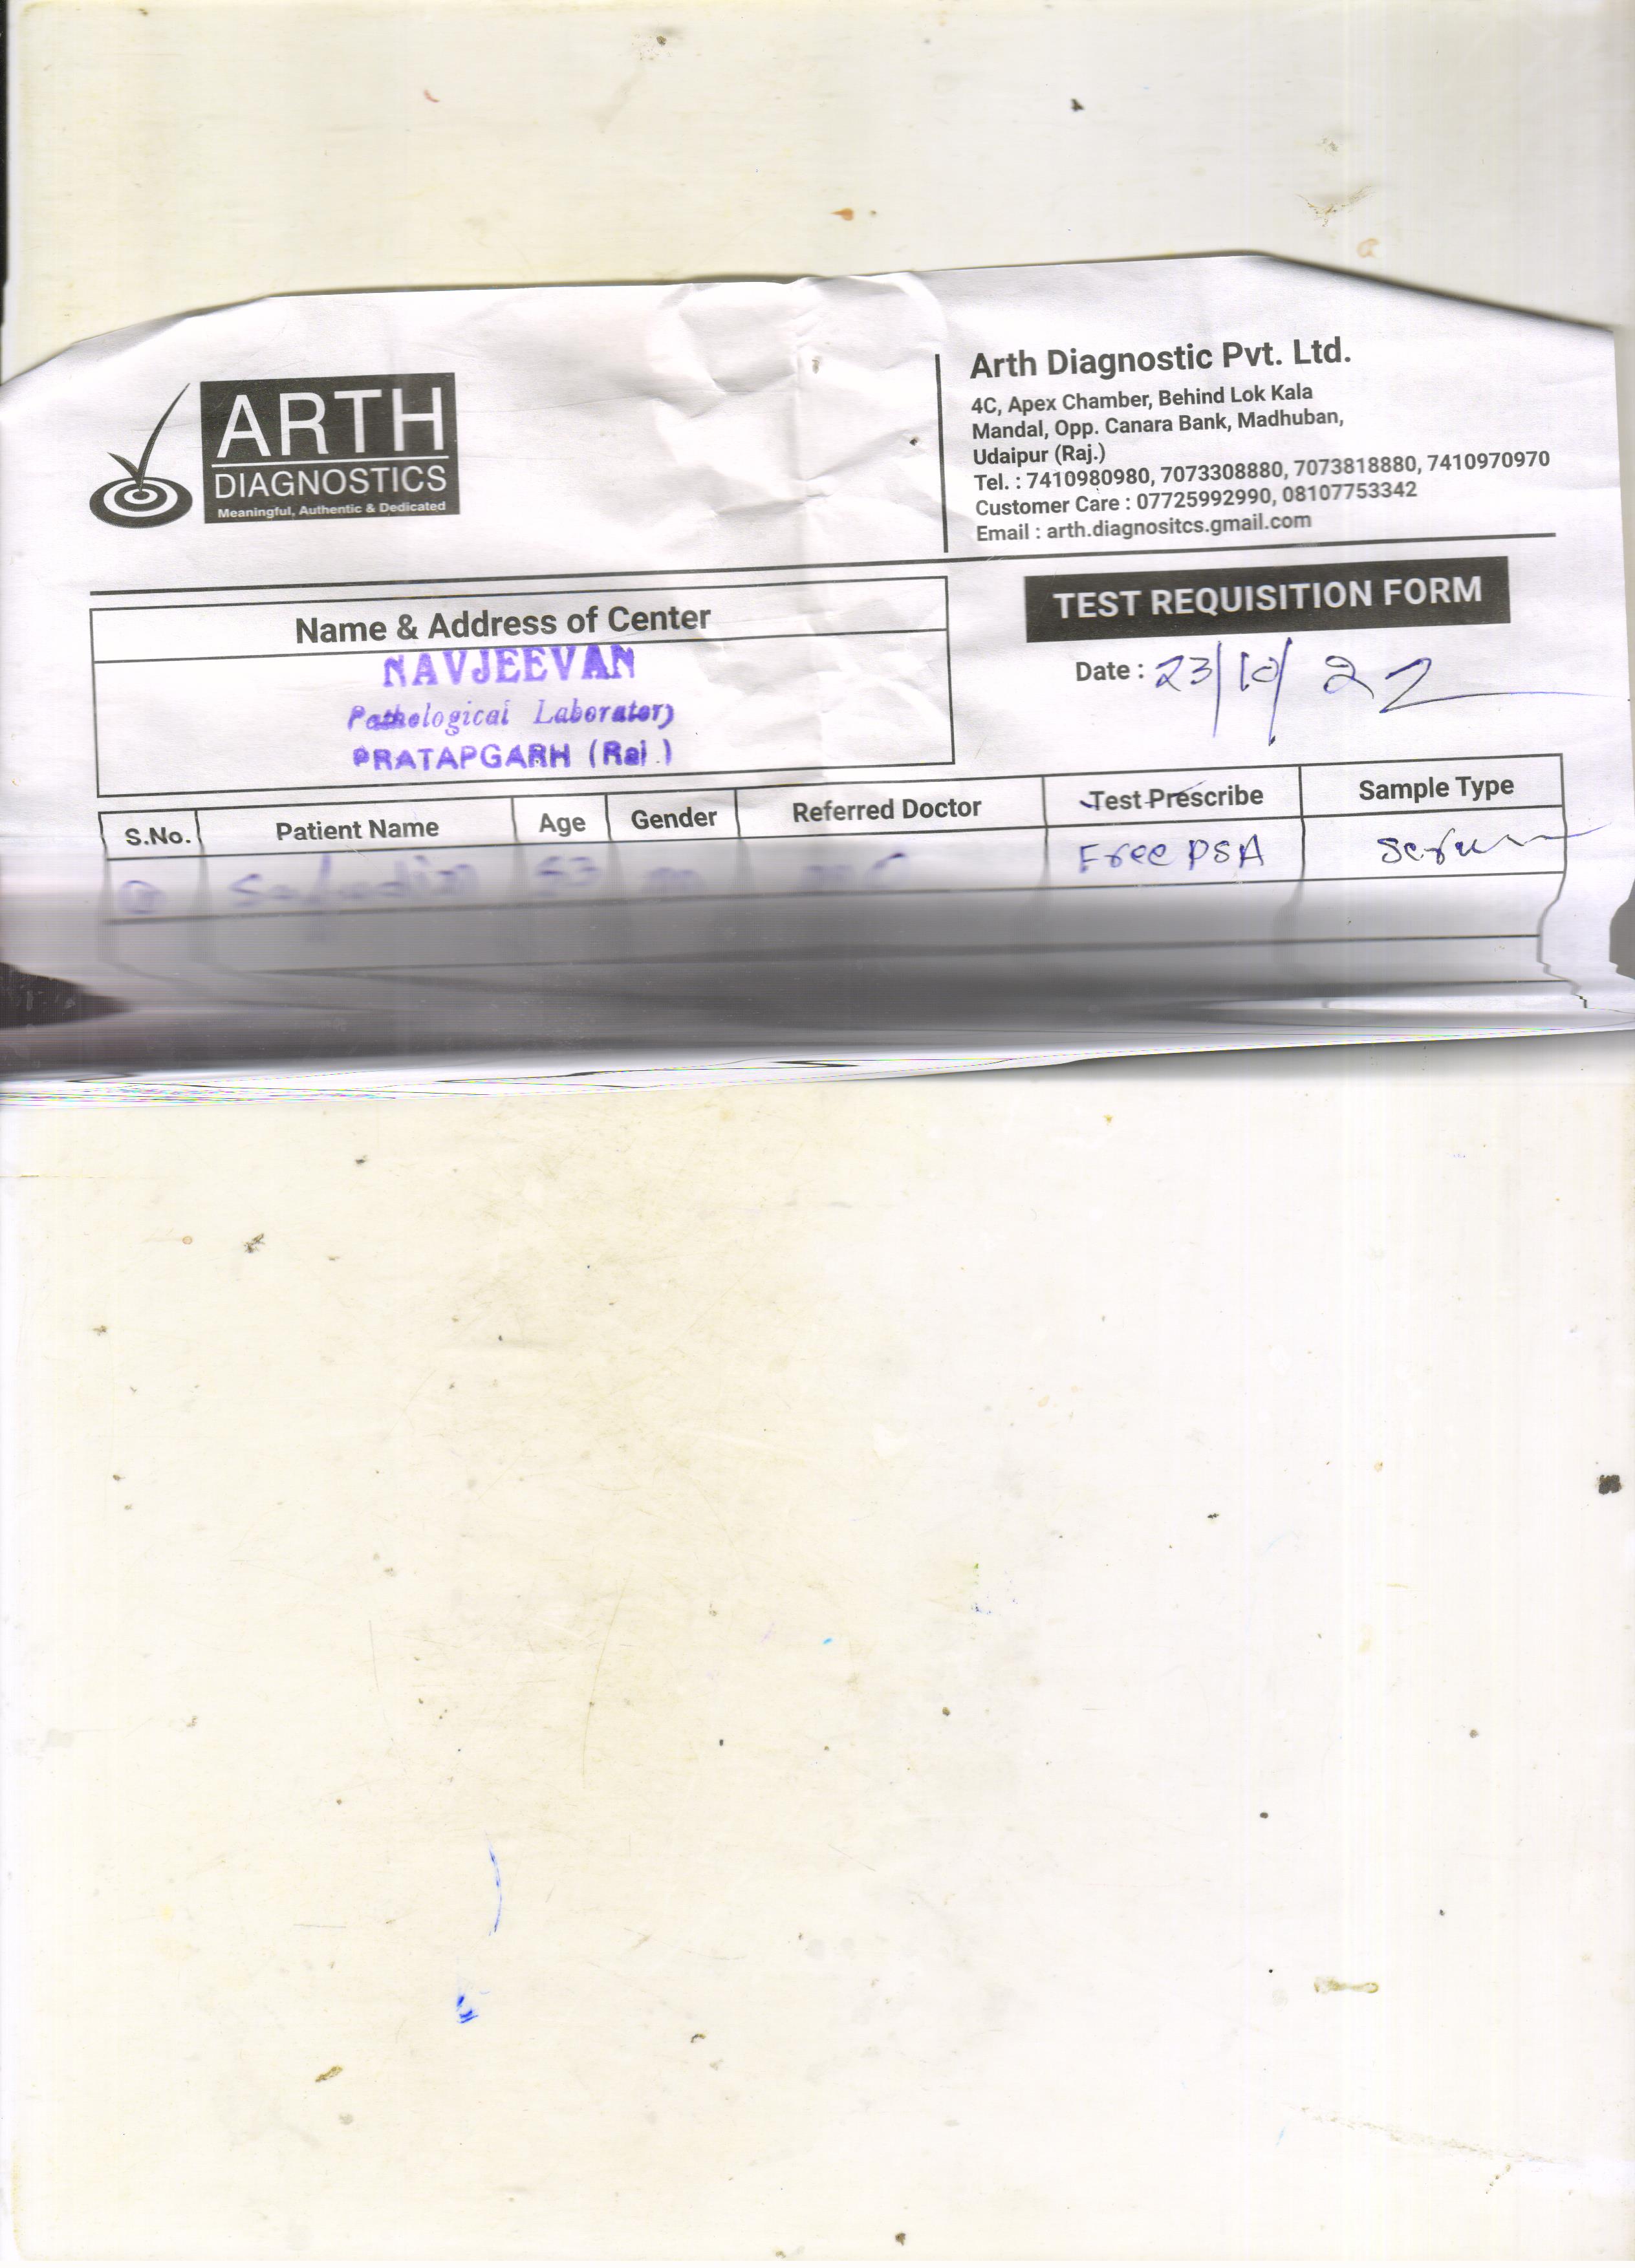 ARTH
DIAGNOSTICS
Meaningful, Authentic & Dedicated
Arth Diagnostic Pvt. Ltd.
4C, Apex Chamber, Behind Lok Kala
Mandal, Opp. Canara Bank, Madhuban,
Udaipur (Raj.)
Tel. : 7410980980, 7073308880, 7073818880, 7410970970
Customer Care : 07725992990, 08107753342
Email : arth.diagnositcs.gmail.com
Name & Address of Center
NAVJEEVAN
Pathological Laboratory
PRATAPGARH (Raj.)
TEST REQUISITION FORM
Date : 23/10/22
S.No. Patient Name Age Gender Referred Doctor Test Prescribe Sample Type
Free PSA Serum